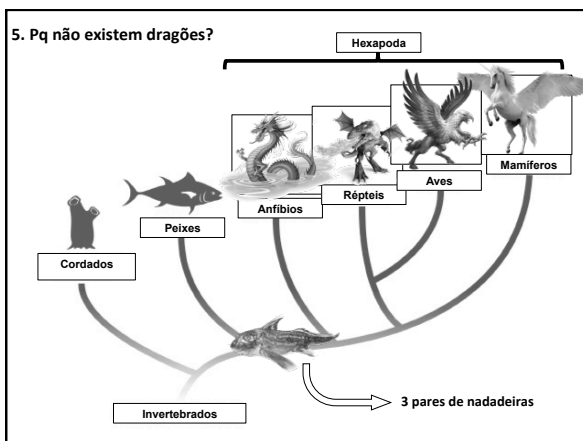 5. Pq não existem dragões?
Hexapoda
Mamíferos
Aves
Répteis
Anfíbios
Peixes
Cordados
3 pares de nadadeiras
Invertebrados